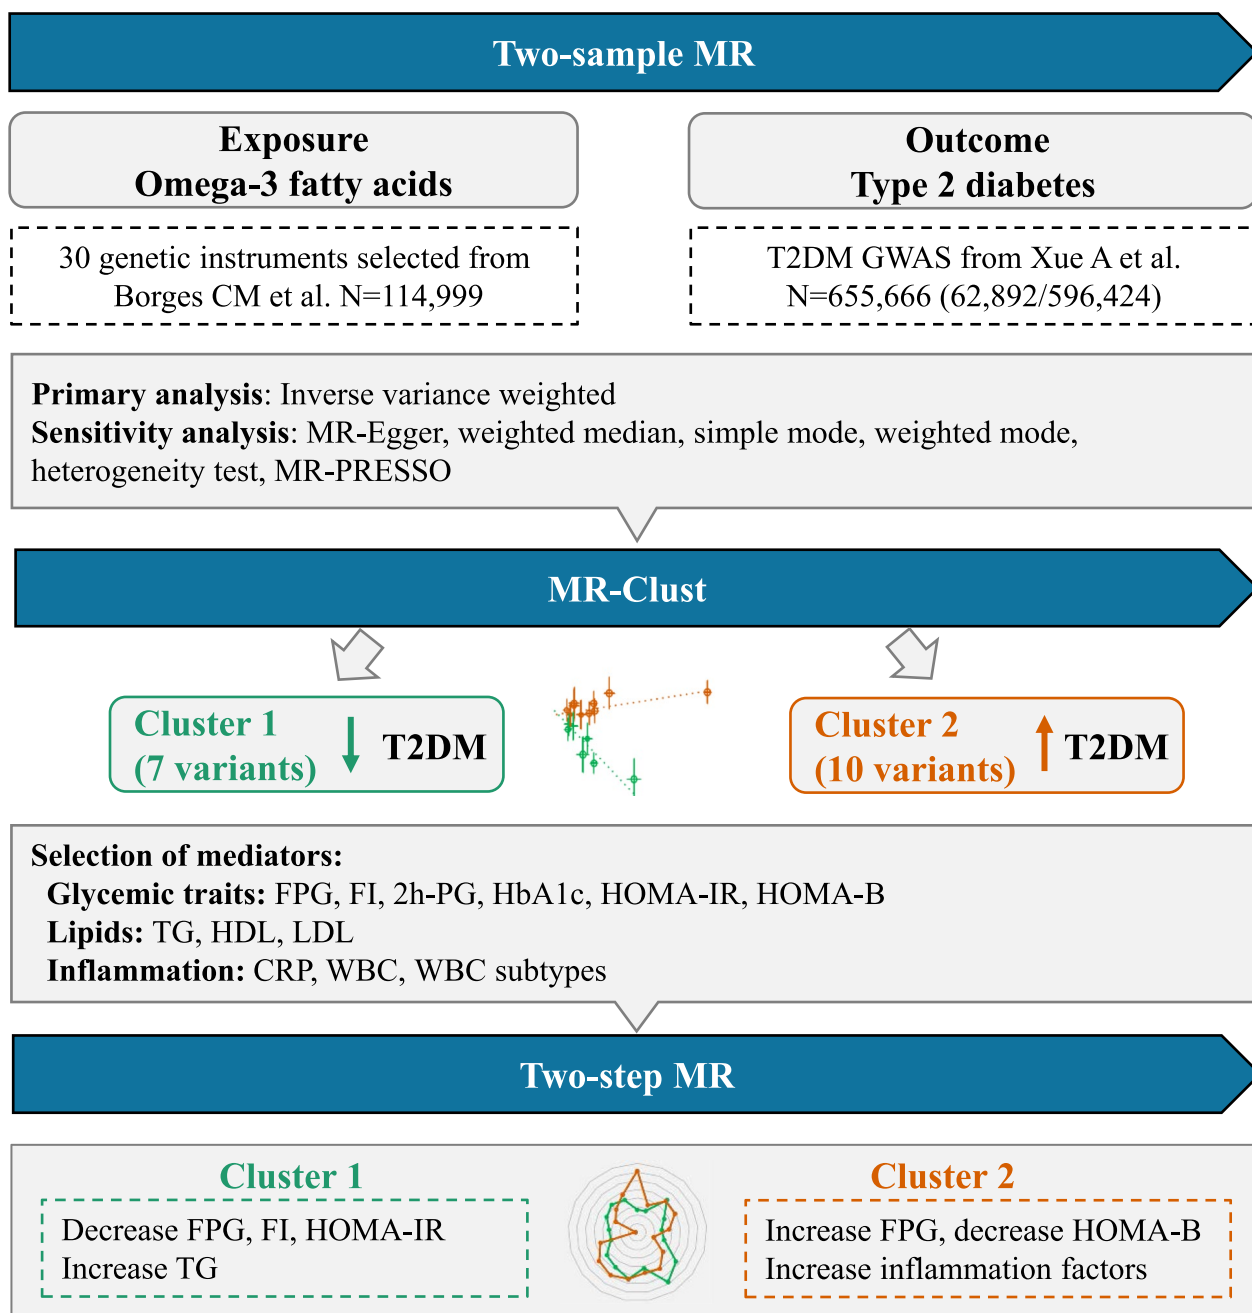 Two-sample MR
Exposure
Omega-3 fatty acids
Outcome
Type 2 diabetes
30 genetic instruments selected from
Borges CM et al. N=114,999
T2DM GWAS from Xue A et al.
N=655,666 (62,892/596,424)
Primary analysis: Inverse variance weighted
Sensitivity analysis: MR-Egger, weighted median, simple mode, weighted mode,
heterogeneity test, MR-PRESSO
MR-Clust
Cluster 1
(7 variants)
T2DM
Cluster 2
(10 variants)
T2DM
Selection of mediators:
Glycemic traits: FPG, FI, 2h-PG, HbA1c, HOMA-IR, HOMA-B
Lipids: TG, HDL, LDL
Inflammation: CRP, WBC, WBC subtypes
Two-step MR
Cluster 1
Decrease FPG, FI, HOMA-IR
Increase TG
Cluster 2
Increase FPG, decrease HOMA-B
Increase inflammation factors